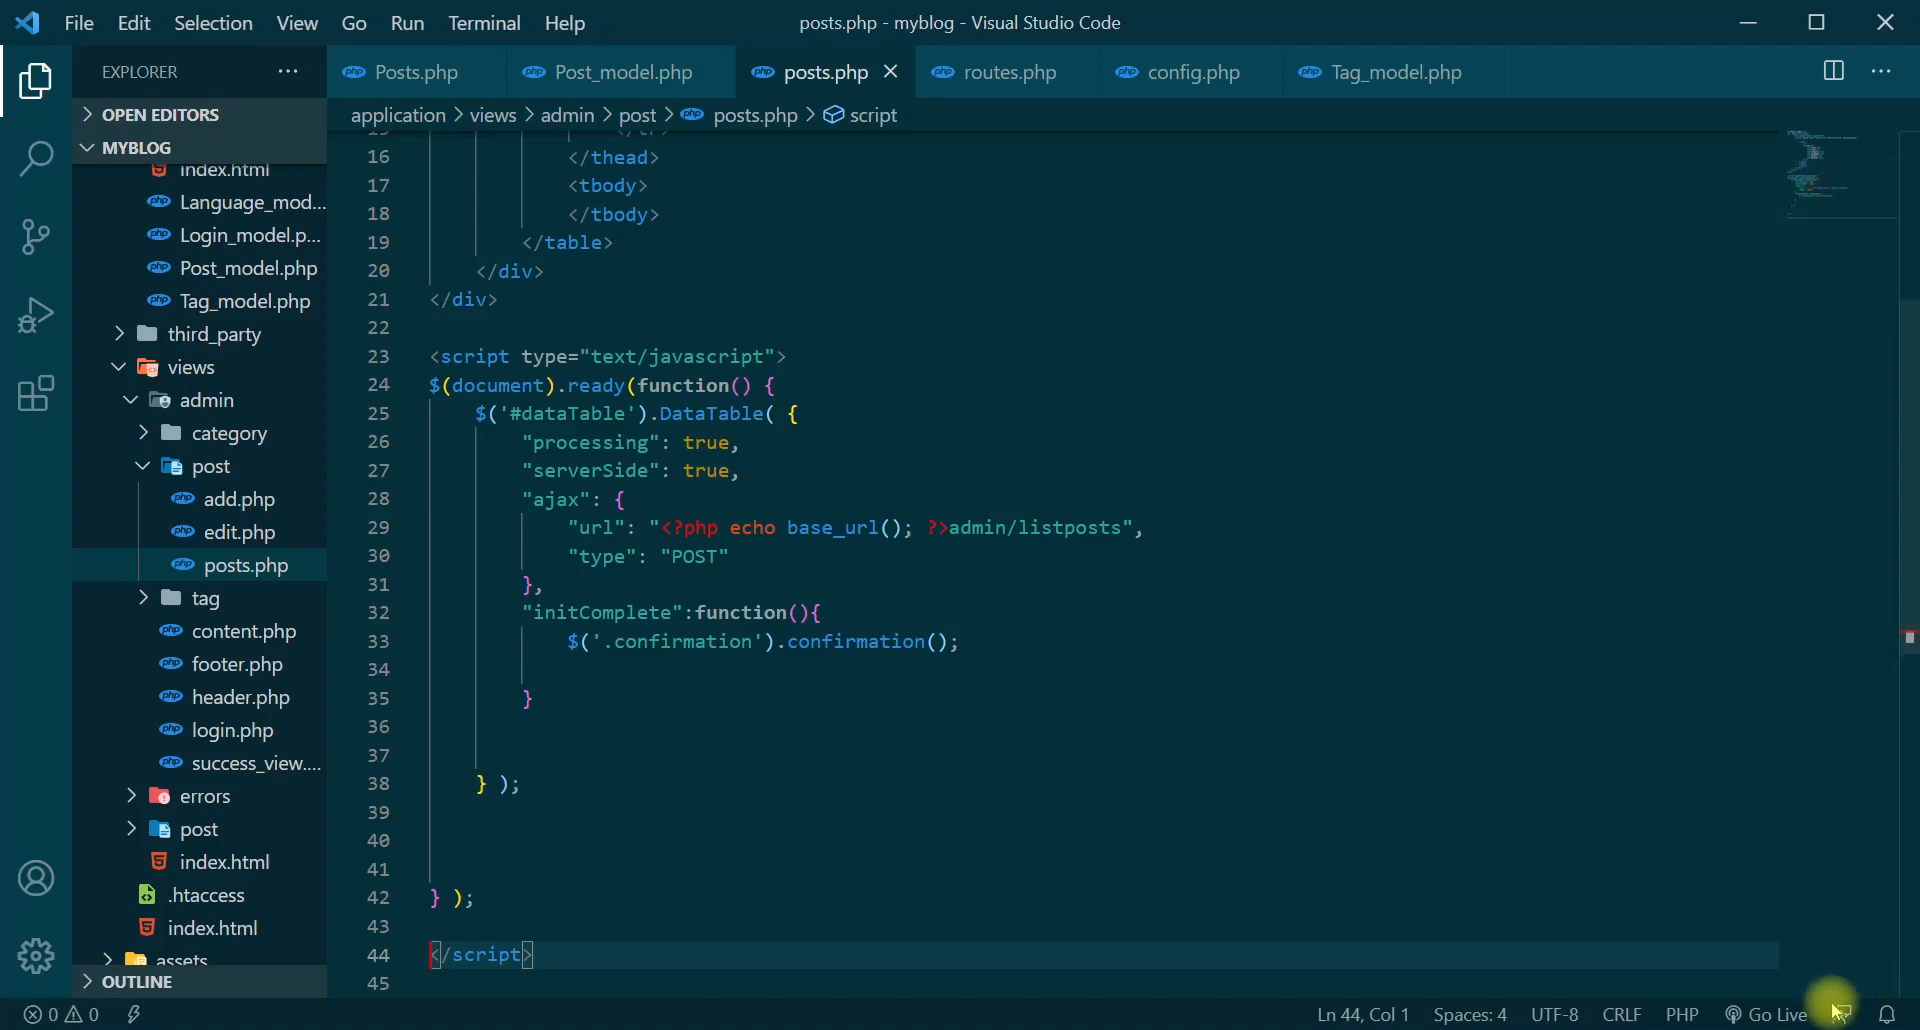 File Edit Selection View Go Run Terminal Help posts.php - myblog - Visual Studio Code
EXPLORER
Posts.php Post_model.php posts.php routes.php config.php Tag_model.php
application > views > admin > post > posts.php > script
OPEN EDITORS
MYBLOG
index.html
Language_mod...
Login_model.p...
Post_model.php
Tag_model.php
third_party
views
admin
category
post
add.php
edit.php
posts.php
tag
content.php
footer.php
header.php
login.php
success_view....
errors
post
index.html
.htaccess
index.html
assets
OUTLINE
15 </tr>
16 </thead>
17 <tbody>
18 </tbody>
19 </table>
20 </div>
21 </div>
22
23 <script type="text/javascript">
24 $(document).ready(function() {
25 $('#dataTable').DataTable( {
26 "processing": true,
27 "serverSide": true,
28 "ajax": {
29 "url": "<?php echo base_url(); ?>admin/listposts",
30 "type": "POST"
31 },
32 "initComplete":function(){
33 $('.confirmation').confirmation();
34
35 }
36
37
38 } );
39
40
41
42 } );
43
44 </script>
45
0 0 Ln 44, Col 1 Spaces: 4 UTF-8 CRLF PHP Go Live